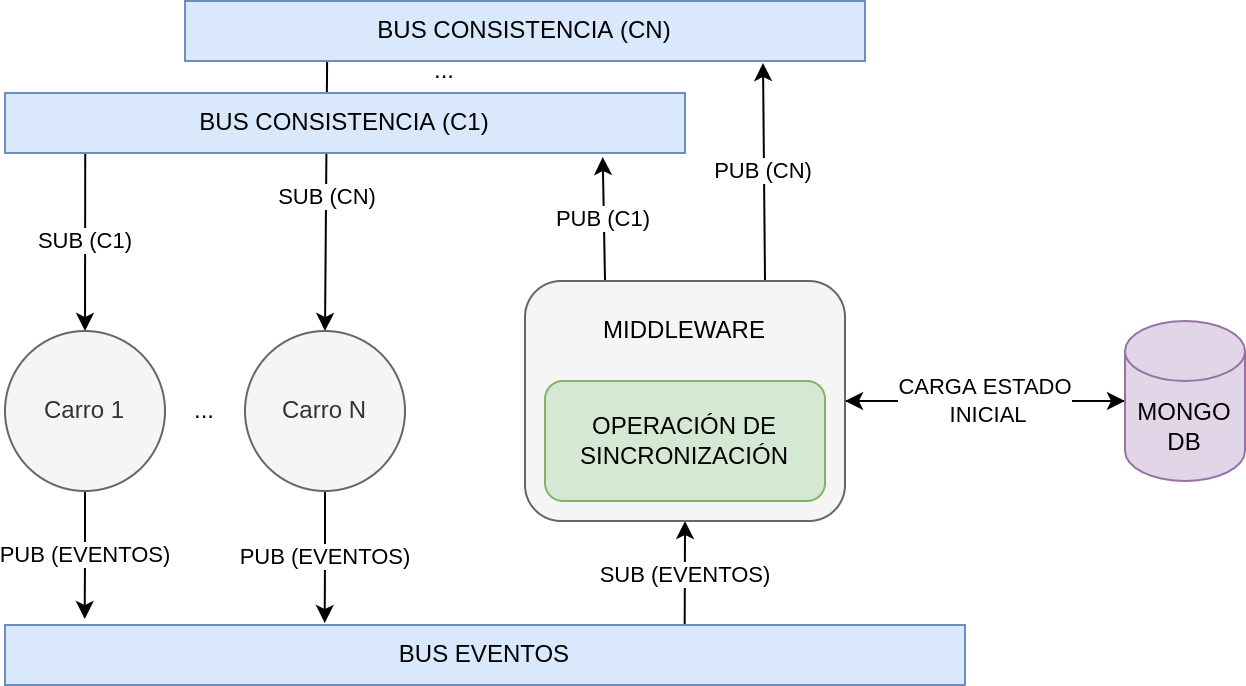 BUS CONSISTENCIA (CN)
...
BUS CONSISTENCIA (C1)
SUB (CN)
PUB (CN)
SUB (C1)
PUB (C1)
MIDDLEWARE
Carro 1
...
Carro N
OPERACIÓN DE
SINCRONIZACIÓN
CARGA ESTADO
INICIAL
MONGO
DB
PUB (EVENTOS)
PUB (EVENTOS)
SUB (EVENTOS)
BUS EVENTOS